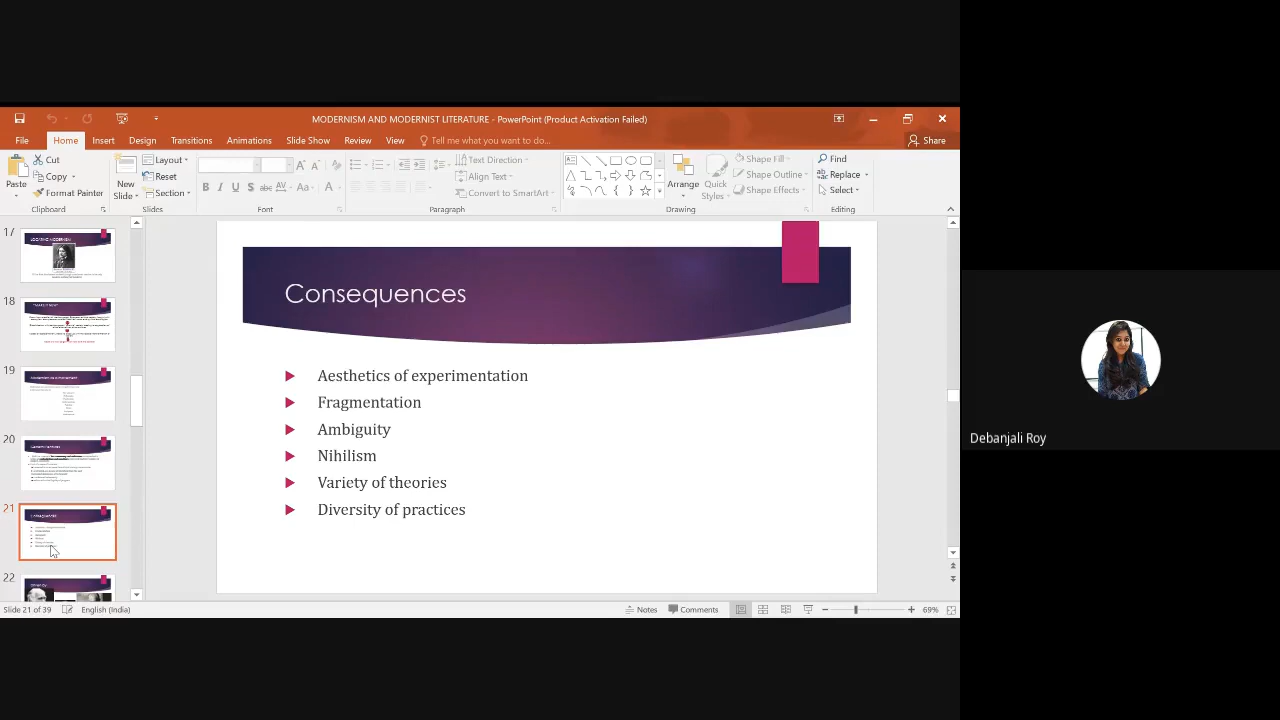 MODERNISM AND MODERNIST LITERATURE - PowerPoint (Product Activation Failed)
File Home Insert Design Transitions Animations Slide Show Review View Tell me what you want to do... Share
Paste
Cut
Copy
Format Painter
Clipboard
New
Slide
Layout
Reset
Section
Slides
B I U S abc AV Aa A
Font
Text Direction
Align Text
Convert to SmartArt
Paragraph
Arrange
Quick
Styles
Shape Fill
Shape Outline
Shape Effects
Drawing
Find
Replace
Select
Editing
17
18
19
20
21
22
Consequences
Aesthetics of experimentation
Fragmentation
Ambiguity
Nihilism
Variety of theories
Diversity of practices
Slide 21 of 39 English (India) Notes Comments 69%
Debanjali Roy